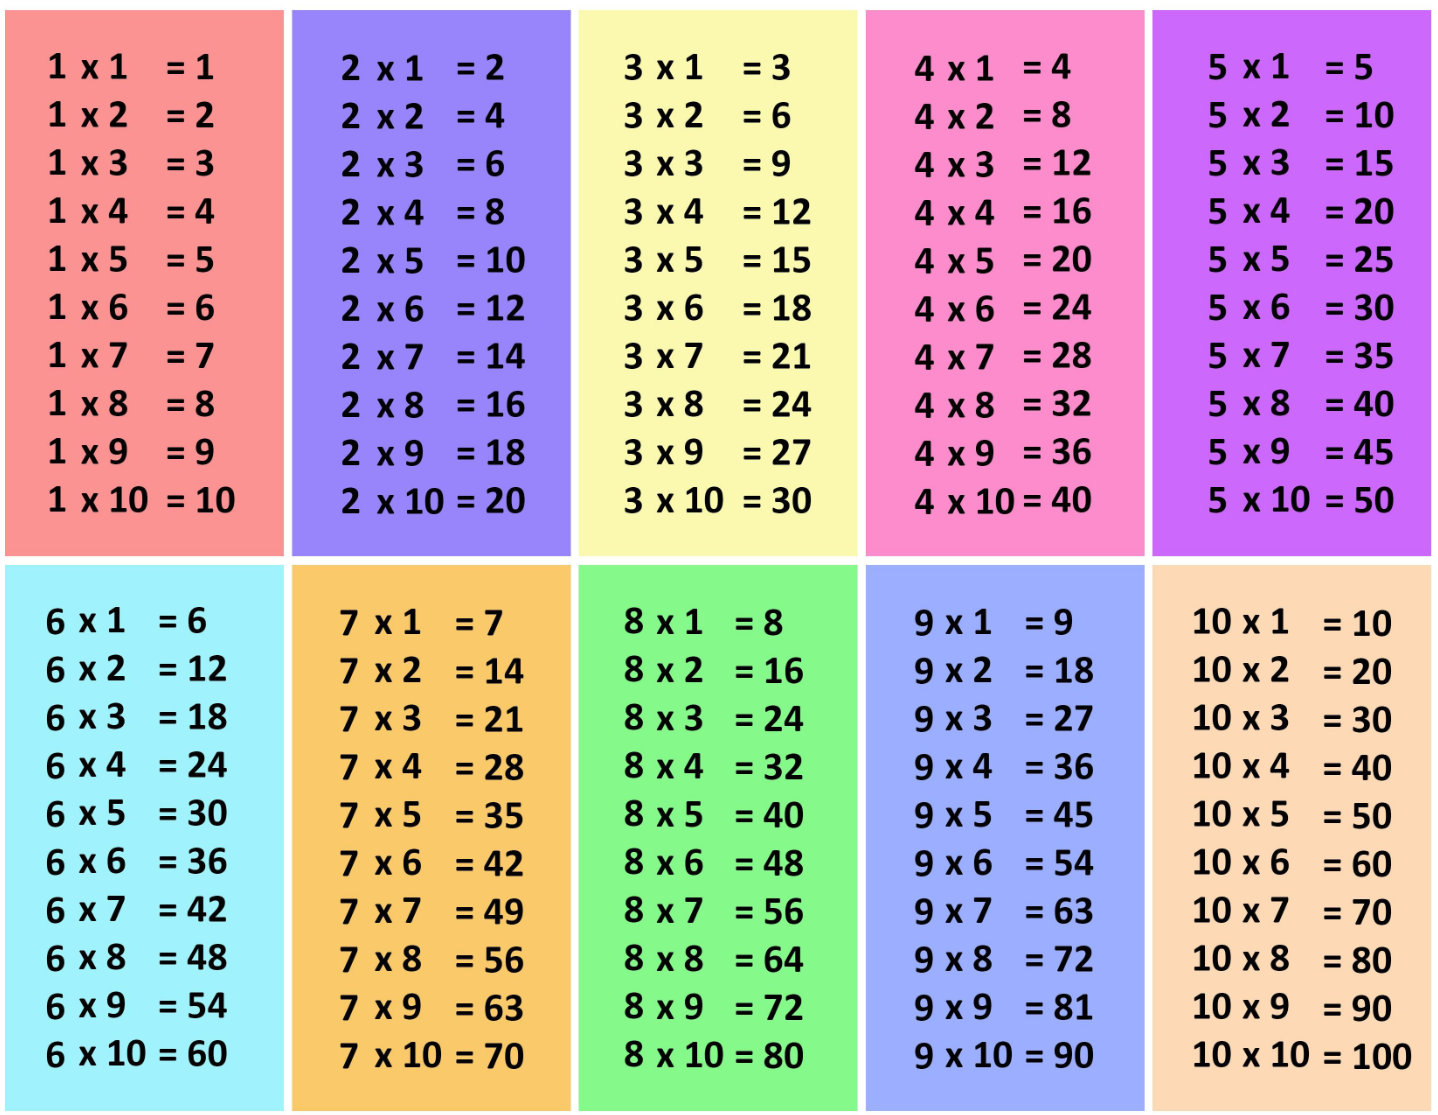 1 x 1 = 1
1 x 2 = 2
1 x 3 = 3
1 x 4 = 4
1 x 5 = 5
1 x 6 = 6
1 x 7 = 7
1 x 8 = 8
1 x 9 = 9
1 x 10 = 10
2 x 1 = 2
2 x 2 = 4
2 x 3 = 6
2 x 4 = 8
2 x 5 = 10
2 x 6 = 12
2 x 7 = 14
2 x 8 = 16
2 x 9 = 18
2 x 10 = 20
3 x 1 = 3
3 x 2 = 6
3 x 3 = 9
3 x 4 = 12
3 x 5 = 15
3 x 6 = 18
3 x 7 = 21
3 x 8 = 24
3 x 9 = 27
3 x 10 = 30
4 x 1 = 4
4 x 2 = 8
4 x 3 = 12
4 x 4 = 16
4 x 5 = 20
4 x 6 = 24
4 x 7 = 28
4 x 8 = 32
4 x 9 = 36
4 x 10 = 40
5 x 1 = 5
5 x 2 = 10
5 x 3 = 15
5 x 4 = 20
5 x 5 = 25
5 x 6 = 30
5 x 7 = 35
5 x 8 = 40
5 x 9 = 45
5 x 10 = 50
6 x 1 = 6
6 x 2 = 12
6 x 3 = 18
6 x 4 = 24
6 x 5 = 30
6 x 6 = 36
6 x 7 = 42
6 x 8 = 48
6 x 9 = 54
6 x 10 = 60
7 x 1 = 7
7 x 2 = 14
7 x 3 = 21
7 x 4 = 28
7 x 5 = 35
7 x 6 = 42
7 x 7 = 49
7 x 8 = 56
7 x 9 = 63
7 x 10 = 70
8 x 1 = 8
8 x 2 = 16
8 x 3 = 24
8 x 4 = 32
8 x 5 = 40
8 x 6 = 48
8 x 7 = 56
8 x 8 = 64
8 x 9 = 72
8 x 10 = 80
9 x 1 = 9
9 x 2 = 18
9 x 3 = 27
9 x 4 = 36
9 x 5 = 45
9 x 6 = 54
9 x 7 = 63
9 x 8 = 72
9 x 9 = 81
9 x 10 = 90
10 x 1 = 10
10 x 2 = 20
10 x 3 = 30
10 x 4 = 40
10 x 5 = 50
10 x 6 = 60
10 x 7 = 70
10 x 8 = 80
10 x 9 = 90
10 x 10 = 100